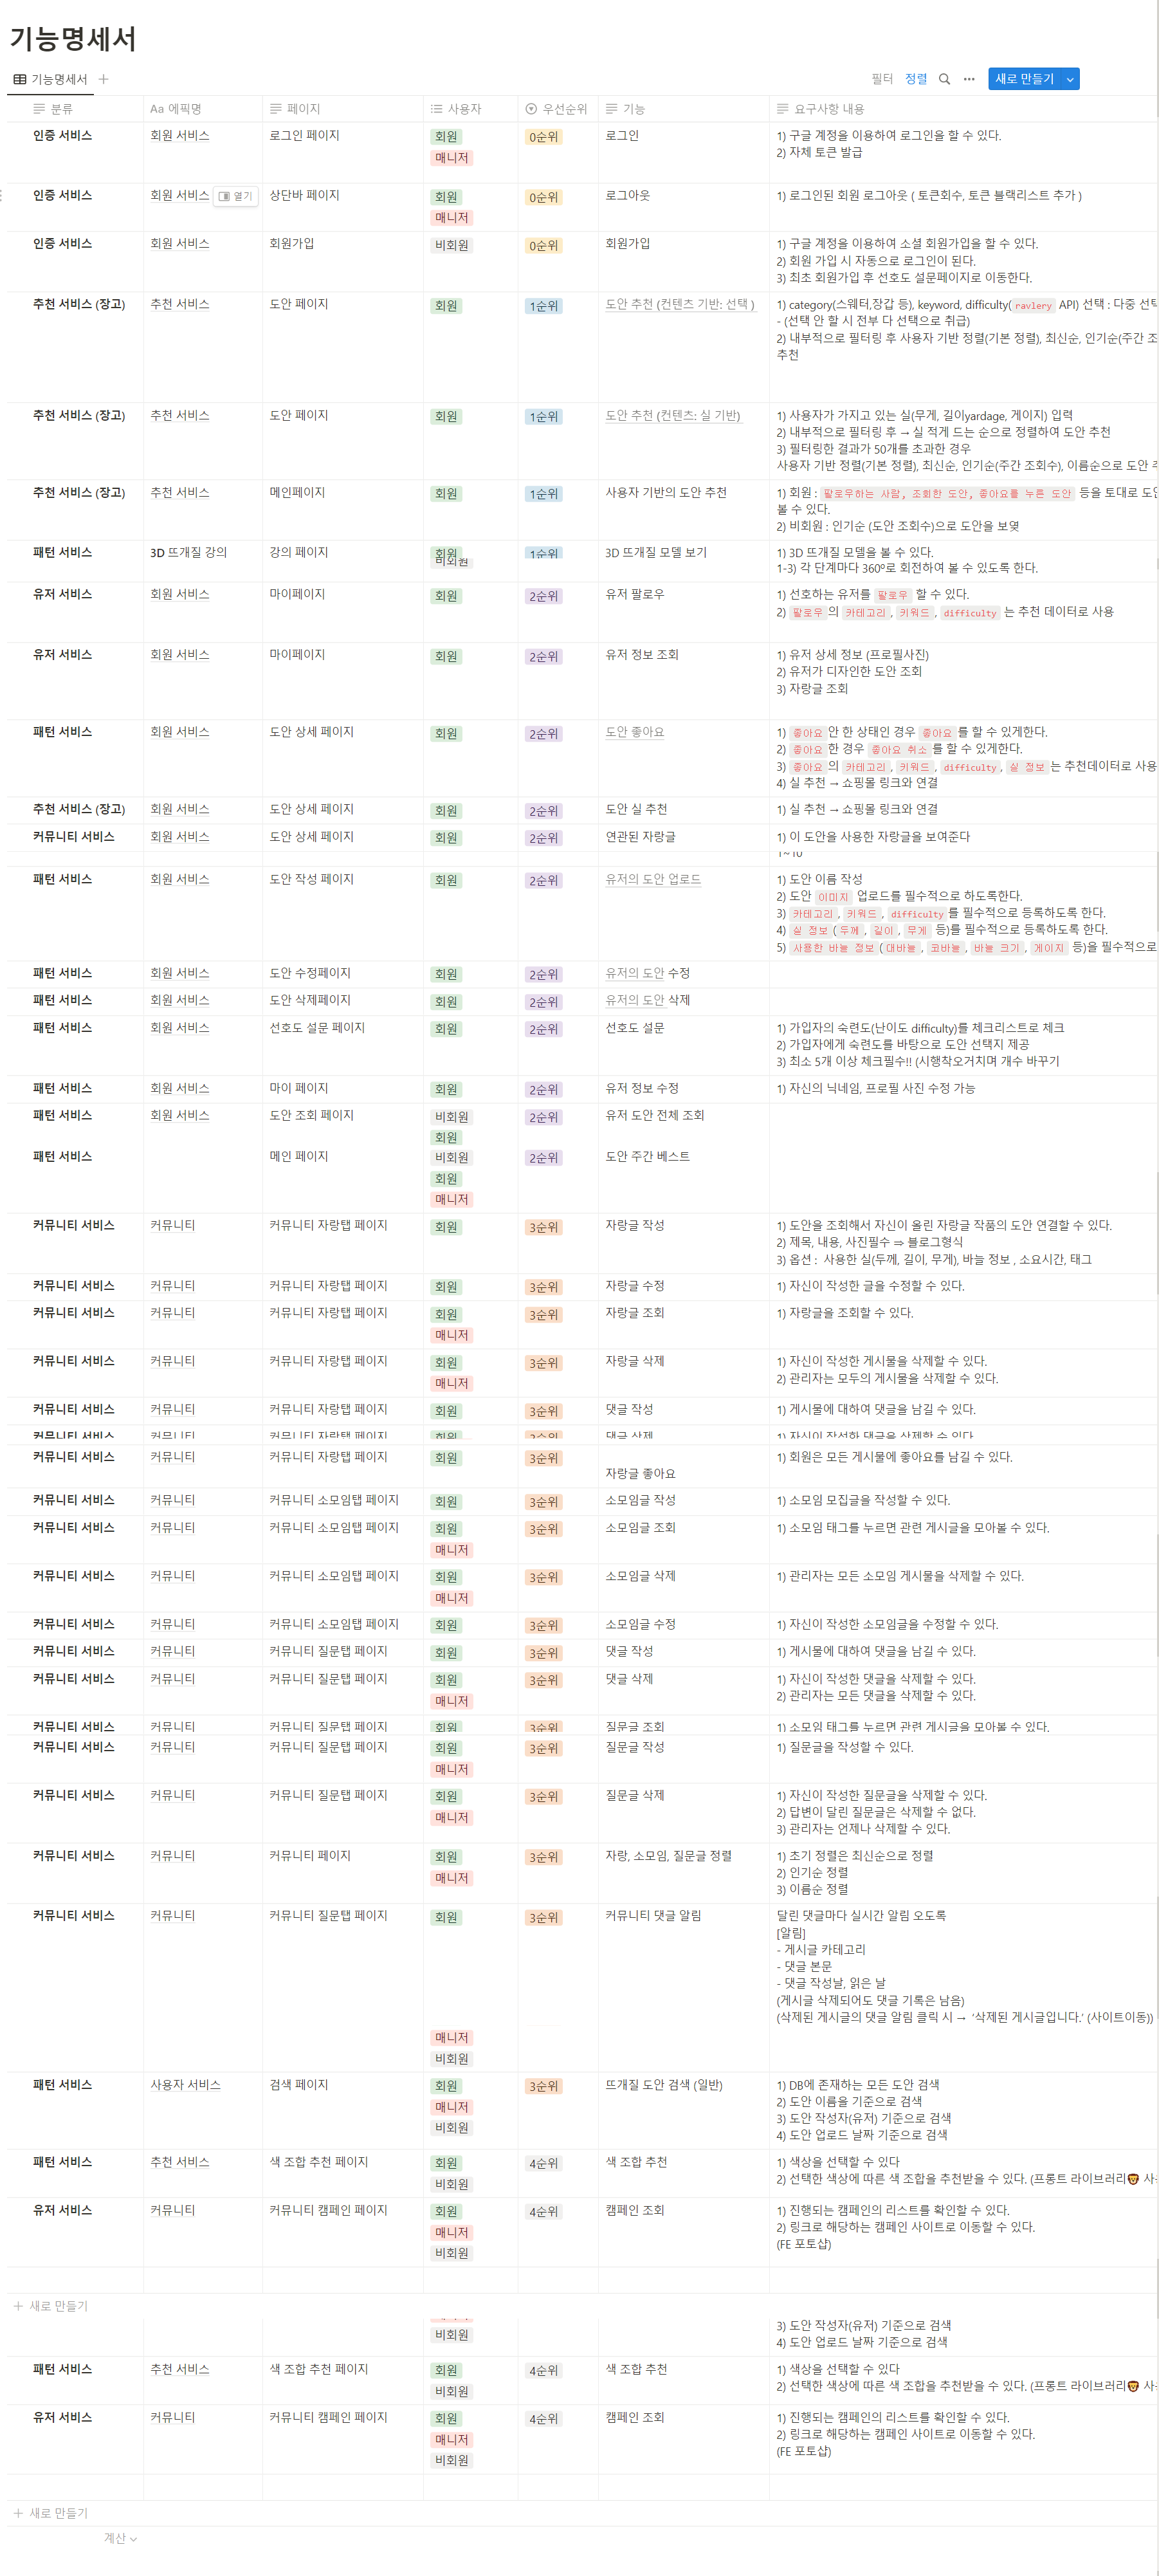 기능명세서
기능명세서
필터 정렬 새로 만들기
분류 Aa 에픽명 페이지 사용자 우선순위 기능 요구사항 내용
인증 서비스 회원 서비스 로그인 페이지 회원 0순위 로그인 1) 구글 계정을 이용하여 로그인을 할 수 있다.
매니저 2) 자체 토큰 발급
인증 서비스 회원 서비스 열기 상단바 페이지 회원 0순위 로그아웃 1) 로그인된 회원 로그아웃 ( 토큰회수, 토큰 블랙리스트 추가 )
매니저
인증 서비스 회원 서비스 회원가입 비회원 0순위 회원가입 1) 구글 계정을 이용하여 소셜 회원가입을 할 수 있다.
2) 회원 가입 시 자동으로 로그인이 된다.
3) 최초 회원가입 후 선호도 설문페이지로 이동한다.
추천 서비스 (장고) 추천 서비스 도안 페이지 회원 1순위 도안 추천 (컨텐츠 기반: 선택 ) 1) category(스웨터,장갑 등), keyword, difficulty( ravlery API) 선택 : 다중 선택
- (선택 안 할 시 전부 다 선택으로 취급)
2) 내부적으로 필터링 후 사용자 기반 정렬(기본 정렬), 최신순, 인기순(주간 조
추천
추천 서비스 (장고) 추천 서비스 도안 페이지 회원 1순위 도안 추천 (컨텐츠: 실 기반) 1) 사용자가 가지고 있는 실(무게, 길이yardage, 게이지) 입력
2) 내부적으로 필터링 후 → 실 적게 드는 순으로 정렬하여 도안 추천
3) 필터링한 결과가 50개를 초과한 경우
사용자 기반 정렬(기본 정렬), 최신순, 인기순(주간 조회수), 이름순으로 도안 추
추천 서비스 (장고) 추천 서비스 메인페이지 회원 1순위 사용자 기반의 도안 추천 1) 회원 : 팔로우하는 사람, 조회한 도안, 좋아요를 누른 도안 등을 토대로 도안
볼 수 있다.
2) 비회원 : 인기순 (도안 조회수)으로 도안을 보옂
패턴 서비스 3D 뜨개질 강의 강의 페이지 회원 1순위 3D 뜨개질 모델 보기 1) 3D 뜨개질 모델을 볼 수 있다.
비회원 1-3) 각 단계마다 360º로 회전하여 볼 수 있도록 한다.
유저 서비스 회원 서비스 마이페이지 회원 2순위 유저 팔로우 1) 선호하는 유저를 팔로우 할 수 있다.
2) 팔로우 의 카테고리 , 키워드 , difficulty 는 추천 데이터로 사용
유저 서비스 회원 서비스 마이페이지 회원 2순위 유저 정보 조회 1) 유저 상세 정보 (프로필사진)
2) 유저가 디자인한 도안 조회
3) 자랑글 조회
패턴 서비스 회원 서비스 도안 상세 페이지 회원 2순위 도안 좋아요 1) 좋아요 안 한 상태인 경우 좋아요 를 할 수 있게한다.
2) 좋아요 한 경우 좋아요 취소 를 할 수 있게한다.
3) 좋아요 의 카테고리 , 키워드 , difficulty , 실 정보 는 추천데이터로 사용
4) 실 추천 → 쇼핑몰 링크와 연결
추천 서비스 (장고) 회원 서비스 도안 상세 페이지 회원 2순위 도안 실 추천 1) 실 추천 → 쇼핑몰 링크와 연결
커뮤니티 서비스 회원 서비스 도안 상세 페이지 회원 2순위 연관된 자랑글 1) 이 도안을 사용한 자랑글을 보여준다
1~10
패턴 서비스 회원 서비스 도안 작성 페이지 회원 2순위 유저의 도안 업로드 1) 도안 이름 작성
2) 도안 이미지 업로드를 필수적으로 하도록한다.
3) 카테고리 , 키워드 , difficulty 를 필수적으로 등록하도록 한다.
4) 실 정보 ( 두께 , 길이 , 무게 등)를 필수적으로 등록하도록 한다.
5) 사용한 바늘 정보 ( 대바늘 , 코바늘 , 바늘 크기 , 게이지 등)을 필수적으로
패턴 서비스 회원 서비스 도안 수정페이지 회원 2순위 유저의 도안 수정
패턴 서비스 회원 서비스 도안 삭제페이지 회원 2순위 유저의 도안 삭제
패턴 서비스 회원 서비스 선호도 설문 페이지 회원 2순위 선호도 설문 1) 가입자의 숙련도(난이도 difficulty)를 체크리스트로 체크
2) 가입자에게 숙련도를 바탕으로 도안 선택지 제공
3) 최소 5개 이상 체크필수!! (시행착오거치며 개수 바꾸기
패턴 서비스 회원 서비스 마이 페이지 회원 2순위 유저 정보 수정 1) 자신의 닉네임, 프로필 사진 수정 가능
패턴 서비스 회원 서비스 도안 조회 페이지 비회원 2순위 유저 도안 전체 조회
회원
패턴 서비스 메인 페이지 비회원 2순위 도안 주간 베스트
회원
매니저
커뮤니티 서비스 커뮤니티 커뮤니티 자랑탭 페이지 회원 3순위 자랑글 작성 1) 도안을 조회해서 자신이 올린 자랑글 작품의 도안 연결할 수 있다.
2) 제목, 내용, 사진필수 ⇒ 블로그형식
3) 옵션 : 사용한 실(두께, 길이, 무게), 바늘 정보 , 소요시간, 태그
커뮤니티 서비스 커뮤니티 커뮤니티 자랑탭 페이지 회원 3순위 자랑글 수정 1) 자신이 작성한 글을 수정할 수 있다.
커뮤니티 서비스 커뮤니티 커뮤니티 자랑탭 페이지 회원 3순위 자랑글 조회 1) 자랑글을 조회할 수 있다.
매니저
커뮤니티 서비스 커뮤니티 커뮤니티 자랑탭 페이지 회원 3순위 자랑글 삭제 1) 자신이 작성한 게시물을 삭제할 수 있다.
매니저 2) 관리자는 모두의 게시물을 삭제할 수 있다.
커뮤니티 서비스 커뮤니티 커뮤니티 자랑탭 페이지 회원 3순위 댓글 작성 1) 게시물에 대하여 댓글을 남길 수 있다.
커뮤니티 서비스 커뮤니티 커뮤니티 자랑탭 페이지 회원 3순위 댓글 삭제 1) 자신이 작성한 댓글을 삭제할 수 있다.
커뮤니티 서비스 커뮤니티 커뮤니티 자랑탭 페이지 회원 3순위 1) 회원은 모든 게시물에 좋아요를 남길 수 있다.
자랑글 좋아요
커뮤니티 서비스 커뮤니티 커뮤니티 소모임탭 페이지 회원 3순위 소모임글 작성 1) 소모임 모집글을 작성할 수 있다.
커뮤니티 서비스 커뮤니티 커뮤니티 소모임탭 페이지 회원 3순위 소모임글 조회 1) 소모임 태그를 누르면 관련 게시글을 모아볼 수 있다.
매니저
커뮤니티 서비스 커뮤니티 커뮤니티 소모임탭 페이지 회원 3순위 소모임글 삭제 1) 관리자는 모든 소모임 게시물을 삭제할 수 있다.
매니저
커뮤니티 서비스 커뮤니티 커뮤니티 소모임탭 페이지 회원 3순위 소모임글 수정 1) 자신이 작성한 소모임글을 수정할 수 있다.
커뮤니티 서비스 커뮤니티 커뮤니티 질문탭 페이지 회원 3순위 댓글 작성 1) 게시물에 대하여 댓글을 남길 수 있다.
커뮤니티 서비스 커뮤니티 커뮤니티 질문탭 페이지 회원 3순위 댓글 삭제 1) 자신이 작성한 댓글을 삭제할 수 있다.
매니저 2) 관리자는 모든 댓글을 삭제할 수 있다.
커뮤니티 서비스 커뮤니티 커뮤니티 질문탭 페이지 회원 3순위 질문글 조회 1) 소모임 태그를 누르면 관련 게시글을 모아볼 수 있다.
커뮤니티 서비스 커뮤니티 커뮤니티 질문탭 페이지 회원 3순위 질문글 작성 1) 질문글을 작성할 수 있다.
매니저
커뮤니티 서비스 커뮤니티 커뮤니티 질문탭 페이지 회원 3순위 질문글 삭제 1) 자신이 작성한 질문글을 삭제할 수 있다.
매니저 2) 답변이 달린 질문글은 삭제할 수 없다.
3) 관리자는 언제나 삭제할 수 있다.
커뮤니티 서비스 커뮤니티 커뮤니티 페이지 회원 3순위 자랑, 소모임, 질문글 정렬 1) 초기 정렬은 최신순으로 정렬
매니저 2) 인기순 정렬
3) 이름순 정렬
커뮤니티 서비스 커뮤니티 커뮤니티 질문탭 페이지 회원 3순위 커뮤니티 댓글 알림 달린 댓글마다 실시간 알림 오도록
[알림]
- 게시글 카테고리
- 댓글 본문
- 댓글 작성날, 읽은 날
(게시글 삭제되어도 댓글 기록은 남음)
(삭제된 게시글의 댓글 알림 클릭 시 → ‘삭제된 게시글입니다.’ (사이트이동))
매니저
비회원
패턴 서비스 사용자 서비스 검색 페이지 회원 3순위 뜨개질 도안 검색 (일반) 1) DB에 존재하는 모든 도안 검색
매니저 2) 도안 이름을 기준으로 검색
비회원 3) 도안 작성자(유저) 기준으로 검색
4) 도안 업로드 날짜 기준으로 검색
패턴 서비스 추천 서비스 색 조합 추천 페이지 회원 4순위 색 조합 추천 1) 색상을 선택할 수 있다
비회원 2) 선택한 색상에 따른 색 조합을 추천받을 수 있다. (프롱트 라이브러리🦁 사용
유저 서비스 커뮤니티 커뮤니티 캠페인 페이지 회원 4순위 캠페인 조회 1) 진행되는 캠페인의 리스트를 확인할 수 있다.
매니저 2) 링크로 해당하는 캠페인 사이트로 이동할 수 있다.
비회원 (FE 포토샵)
새로 만들기
비회원 3) 도안 작성자(유저) 기준으로 검색
4) 도안 업로드 날짜 기준으로 검색
패턴 서비스 추천 서비스 색 조합 추천 페이지 회원 4순위 색 조합 추천 1) 색상을 선택할 수 있다
비회원 2) 선택한 색상에 따른 색 조합을 추천받을 수 있다. (프롱트 라이브러리🦁 사용
유저 서비스 커뮤니티 커뮤니티 캠페인 페이지 회원 4순위 캠페인 조회 1) 진행되는 캠페인의 리스트를 확인할 수 있다.
매니저 2) 링크로 해당하는 캠페인 사이트로 이동할 수 있다.
비회원 (FE 포토샵)
새로 만들기
계산